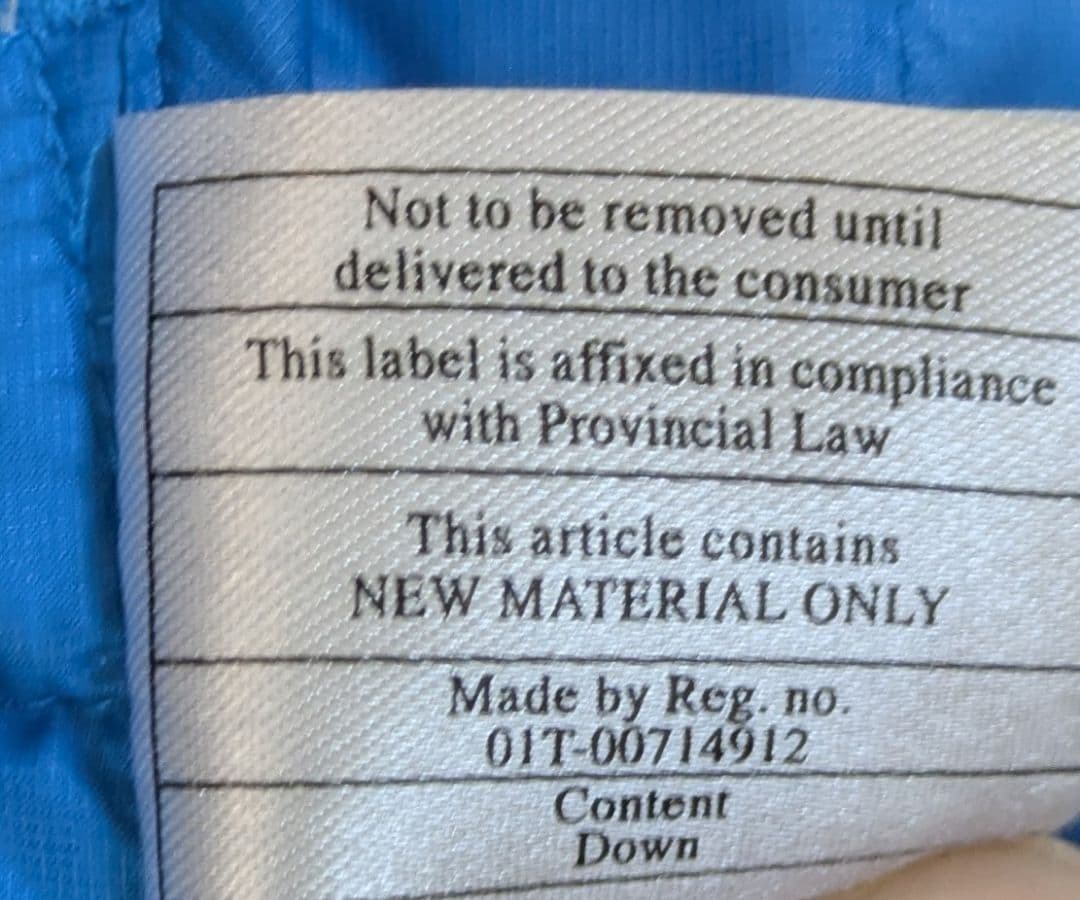 Not to be removed until
delivered to the consumer
This label is affixed in compliance
with Provincial Law
This article contains
NEW MATERIAL ONLY
Made by Reg. no.
01T-00714912
Content
Down